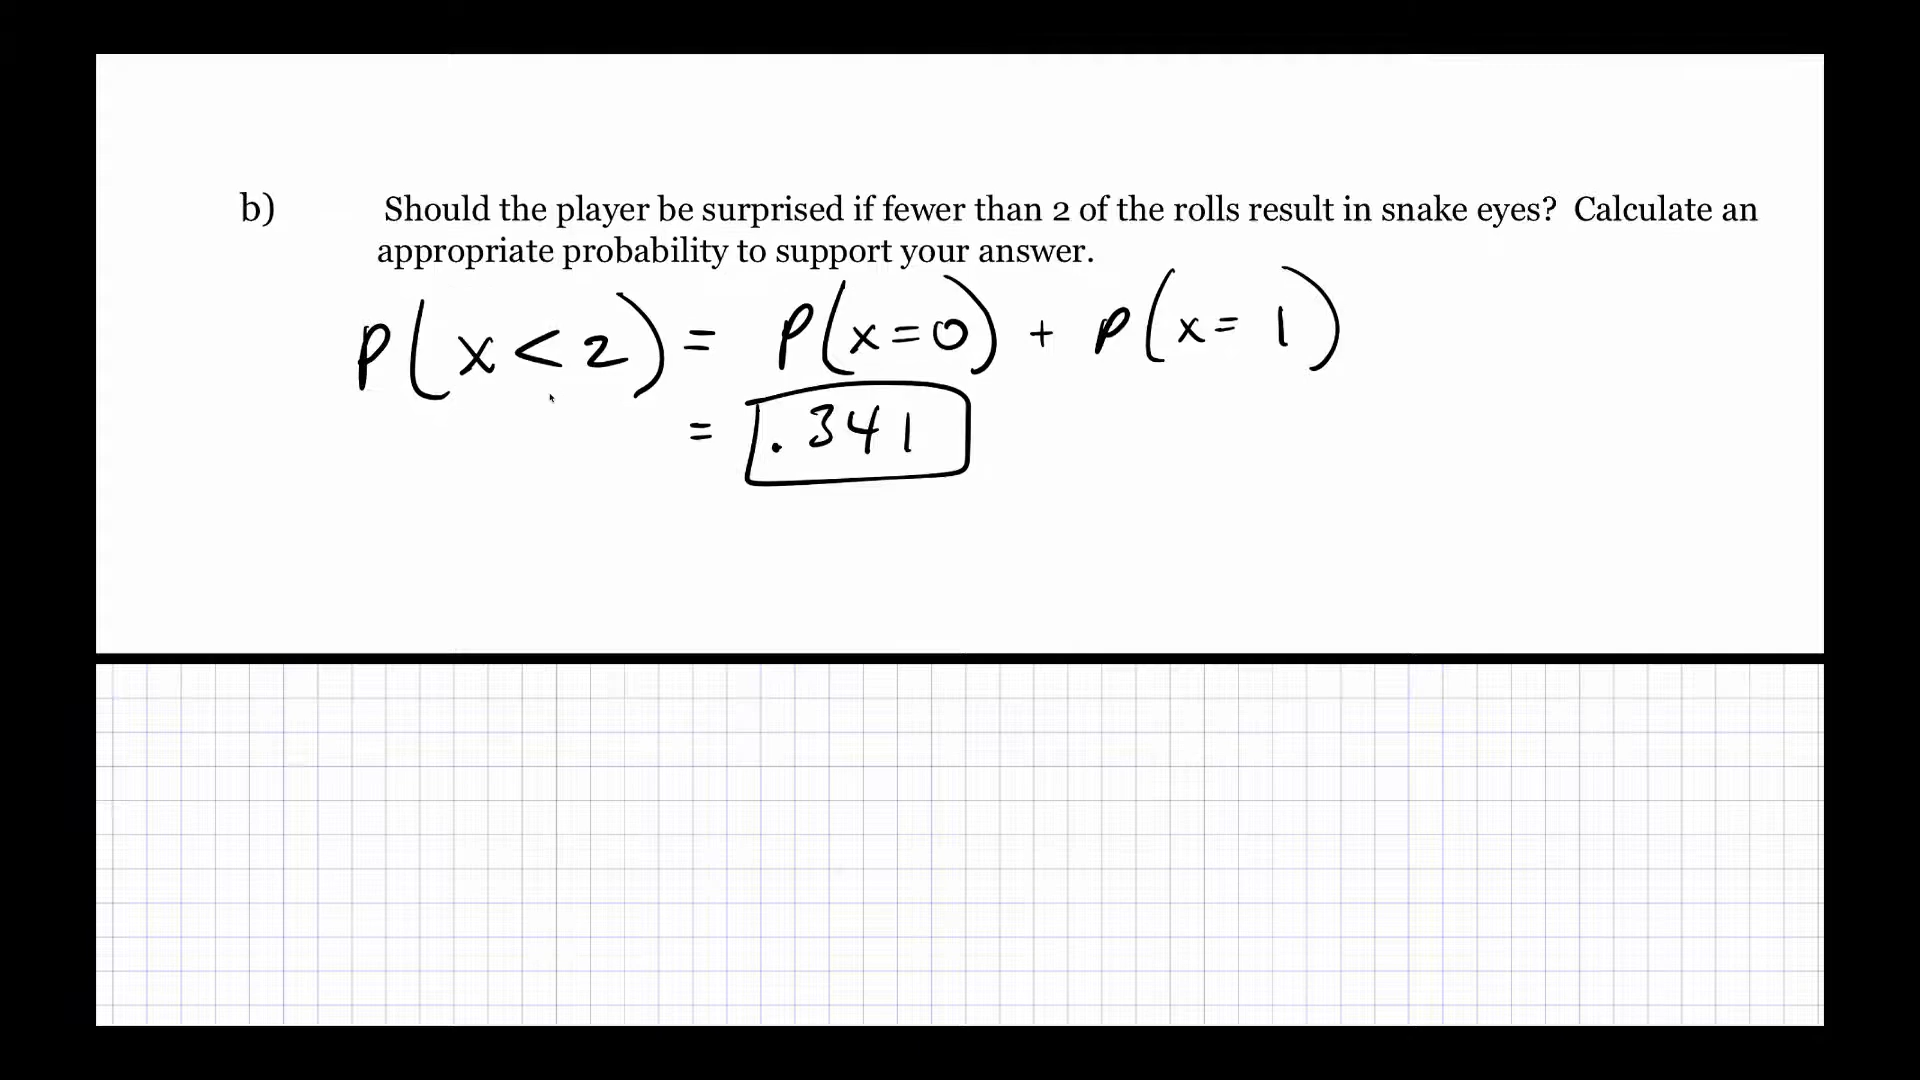 b) Should the player be surprised if fewer than 2 of the rolls result in snake eyes? Calculate an
appropriate probability to support your answer.
P(x<2) = P(x=0) + P(x=1)
= .341